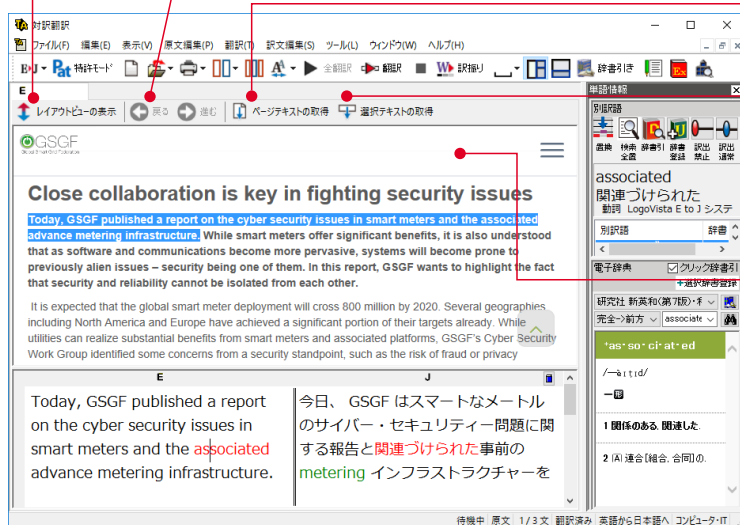 対訳翻訳
ファイル(F) 編集(E) 表示(V) 原文編集(P) 翻訳(T) 訳文編集(S) ツール(L) ウィンドウ(W) ヘルプ(H)
E▸J Pat 特許ﾓｰﾄﾞ 全翻訳 翻訳 訳振り 辞書引き
E
レイアウトビューの表示 戻る 進む ページテキストの取得 選択テキストの取得
GSGF
Global Smart Grid Federation
Close collaboration is key in fighting security issues
Today, GSGF published a report on the cyber security issues in smart meters and the associated
advance metering infrastructure. While smart meters offer significant benefits, it is also understood
that as software and communications become more pervasive, systems will become prone to
previously alien issues – security being one of them. In this report, GSGF wants to highlight the fact
that security and reliability cannot be isolated from each other.
It is expected that the global smart meter deployment will cross 800 million by 2020. Several geographies
including North America and Europe have achieved a significant portion of their targets already. While
utilities can realize substantial benefits from smart meters and associated platforms, GSGF's Cyber Security
Work Group identified some concerns from a security standpoint, such as the risk of fraud or privacy
E
Today, GSGF published a report
on the cyber security issues in
smart meters and the associated
advance metering infrastructure.
J
今日、 GSGF はスマートなメートル
のサイバー・セキュリティー問題に関
する報告と関連づけられた事前の
metering インフラストラクチャーを
単語情報
別訳語
置換 検索 辞書引 辞書 訳出 訳出
全置 登録 禁止 通常
associated
関連づけられた
動詞 LogoVista E to J システ
別訳語 辞書
電子辞典 クリック辞書引
+選択辞書登録
研究社 新英和(第7版)・
完全->前方 associate
*as·so·ci·at·ed
―形
1 関係のある, 関連した.
2 [A] 連合[組合, 合同]の.
待機中 原文 1/3文 翻訳済み 英語から日本語へ コンピュータ・IT